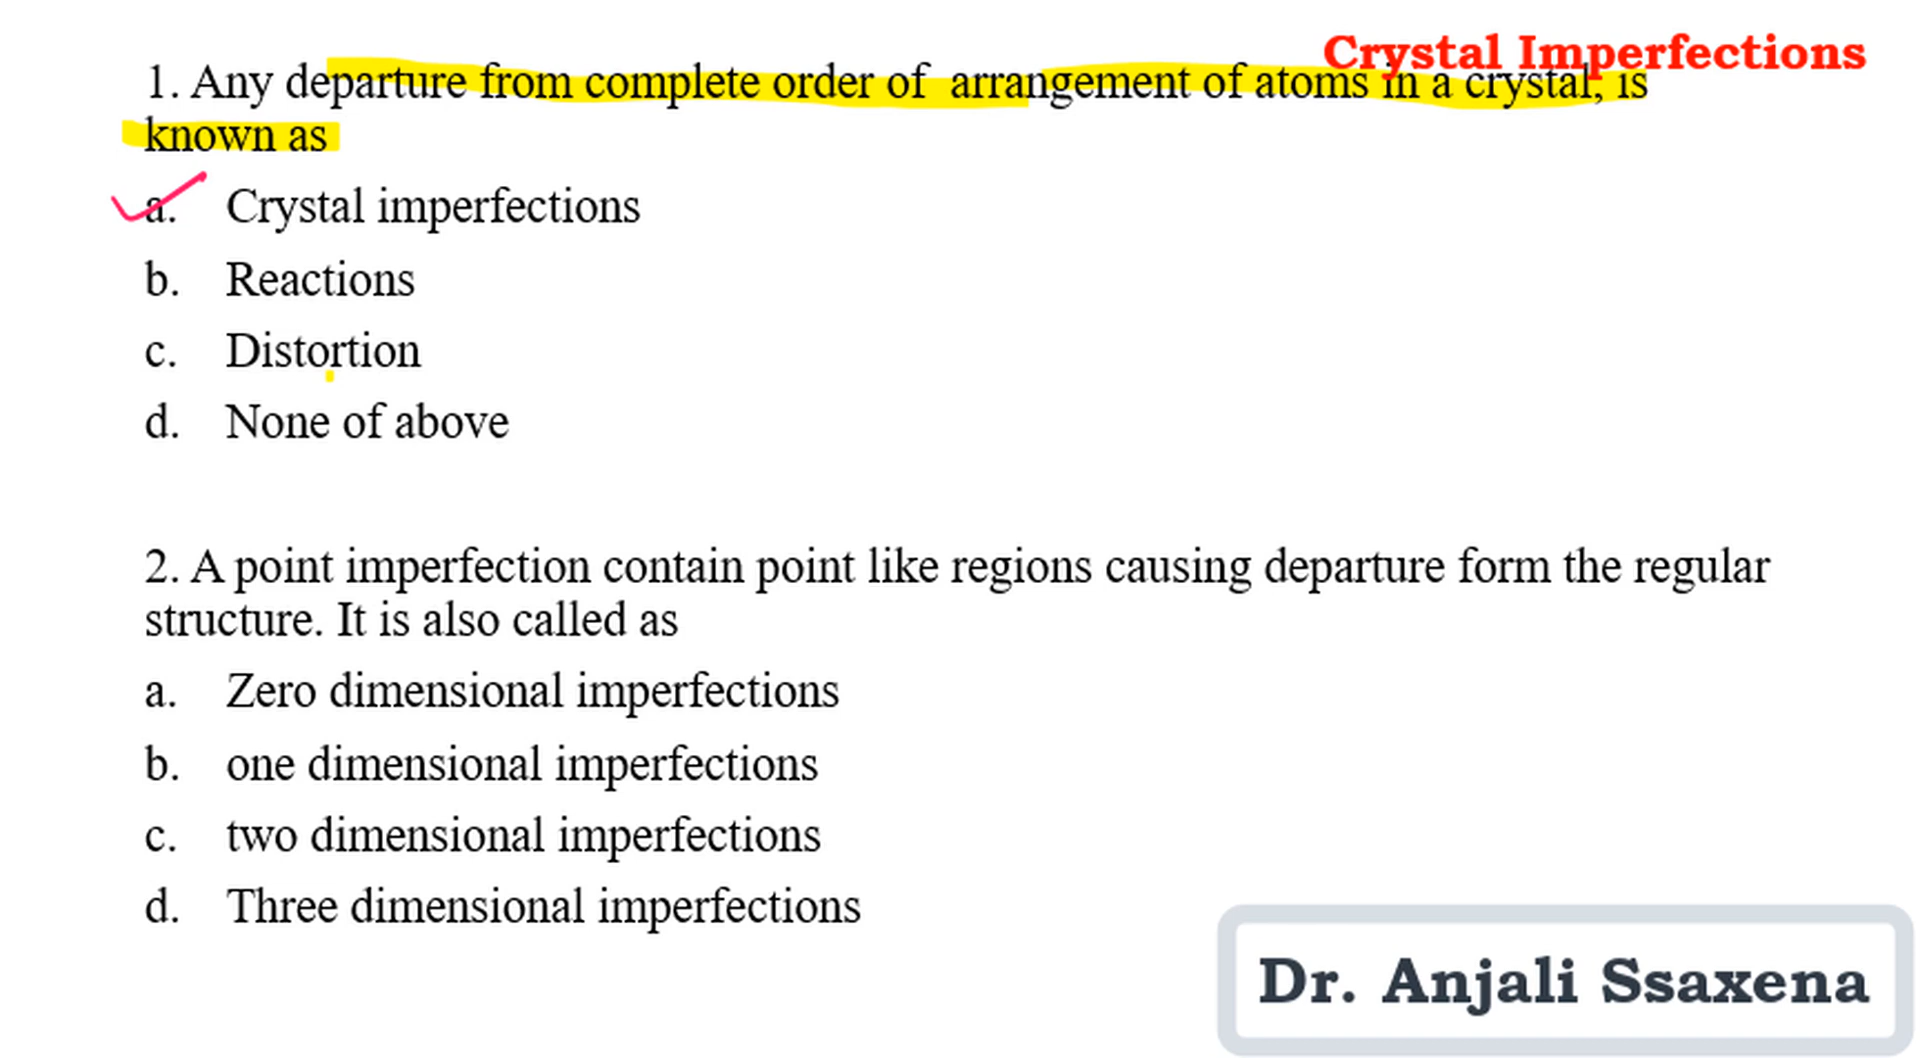 Crystal Imperfections
1. Any departure from complete order of arrangement of atoms in a crystal, is
known as
a. Crystal imperfections
b. Reactions
c. Distortion
d. None of above
2. A point imperfection contain point like regions causing departure form the regular
structure. It is also called as
a. Zero dimensional imperfections
b. one dimensional imperfections
c. two dimensional imperfections
d. Three dimensional imperfections
Dr. Anjali Ssaxena